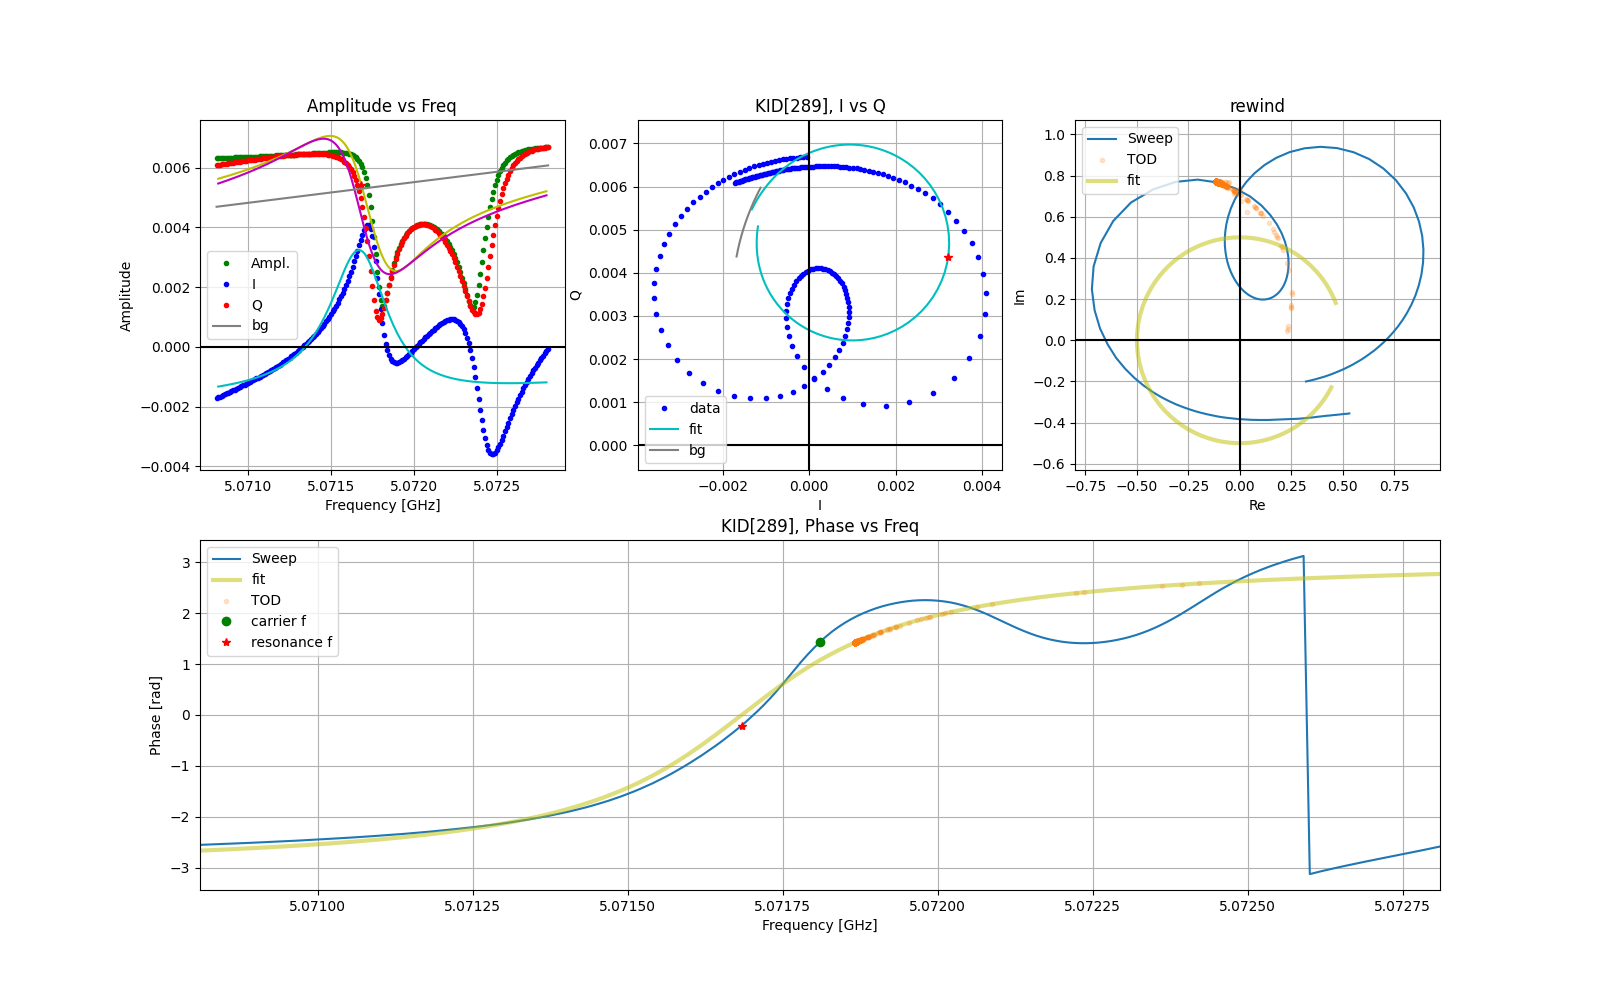 Amplitude vs Freq
Amplitude
0.006
0.004
0.002
0.000
−0.002
−0.004
Ampl.
I
Q
bg
5.0710
5.0715
5.0720
5.0725
Frequency [GHz]
KID[289], I vs Q
Q
0.007
0.006
0.005
0.004
0.003
0.002
0.001
0.000
data
fit
bg
−0.002
0.000
0.002
0.004
I
rewind
Im
1.0
0.8
0.6
0.4
0.2
0.0
−0.2
−0.4
−0.6
Sweep
TOD
fit
−0.75
−0.50
−0.25
0.00
0.25
0.50
0.75
Re
KID[289], Phase vs Freq
Phase [rad]
3
2
1
0
−1
−2
−3
Sweep
fit
TOD
carrier f
resonance f
5.07100
5.07125
5.07150
5.07175
5.07200
5.07225
5.07250
5.07275
Frequency [GHz]